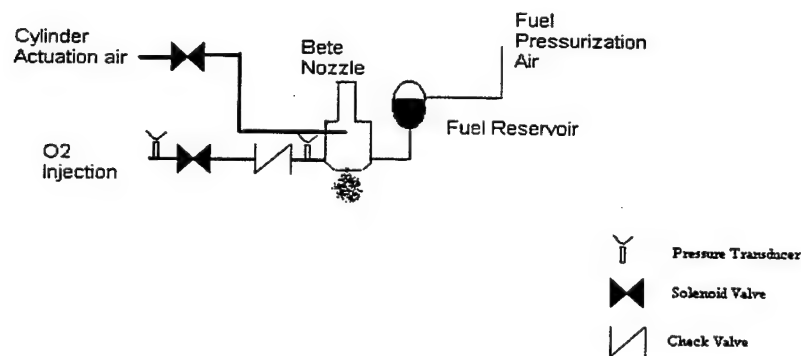 Cylinder
Actuation air
Bete
Nozzle
Fuel
Pressurization
Air
Fuel Reservoir
O2
Injection
Pressure Transducer
Solenoid Valve
Check Valve